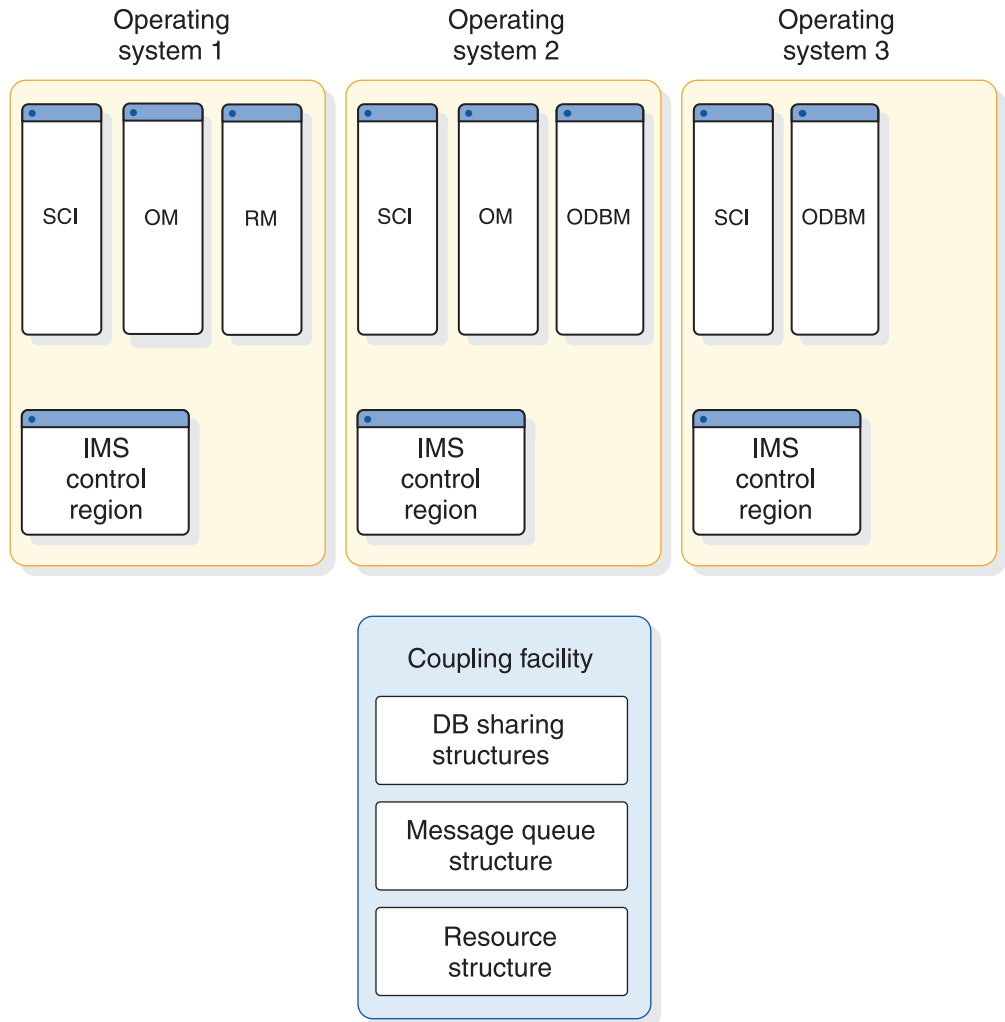 Operating
system 1
Operating
system 2
Operating
system 3
SCI
OM
RM
SCI
OM
ODBM
SCI
ODBM
IMS
control
region
IMS
control
region
IMS
control
region
Coupling facility
DB sharing
structures
Message queue
structure
Resource
structure